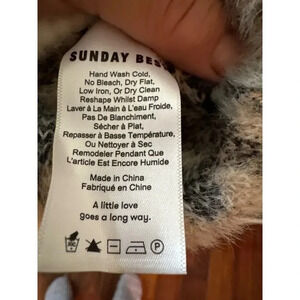 SUNDAY BES
Hand Wash Cold,
No Bleach, Dry Flat,
Low Iron, Or Dry Clean
Reshape Whilst Damp
Laver à La Main à L'eau Froide,
Pas De Blanchiment,
Sécher à Plat,
Repasser à Basse Température,
Ou Nettoyer à Sec
Remodeler Pendant Que
L'article Est Encore Humide
Made in China
Fabriqué en Chine
A little love
goes a long way.
P